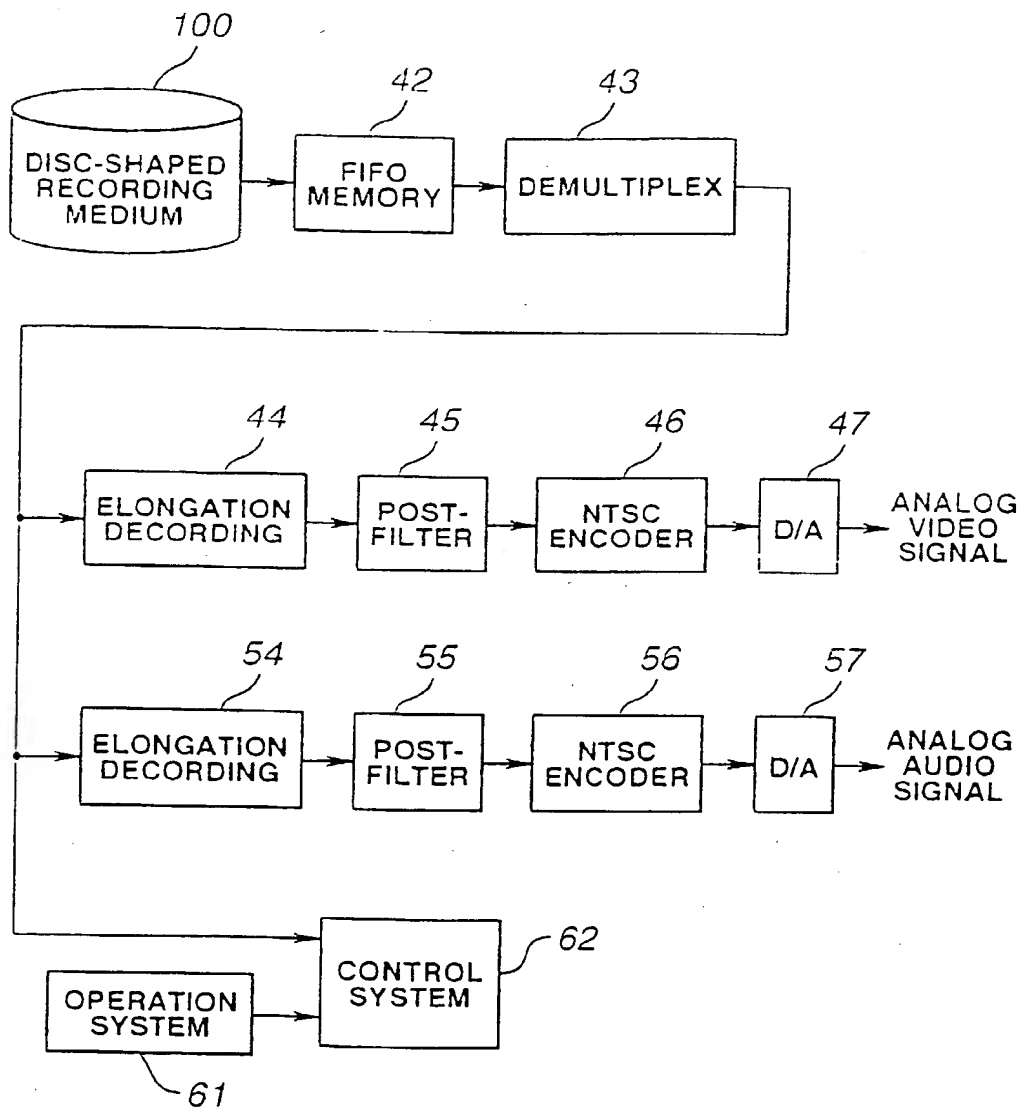 100
42
43
DISC-SHAPED
RECORDING
MEDIUM
FIFO
MEMORY
DEMULTIPLEX
44
45
46
47
ELONGATION
DECORDING
POST-
FILTER
NTSC
ENCODER
D/A
ANALOG
VIDEO
SIGNAL
54
55
56
57
ELONGATION
DECORDING
POST-
FILTER
NTSC
ENCODER
D/A
ANALOG
AUDIO
SIGNAL
62
CONTROL
SYSTEM
OPERATION
SYSTEM
61